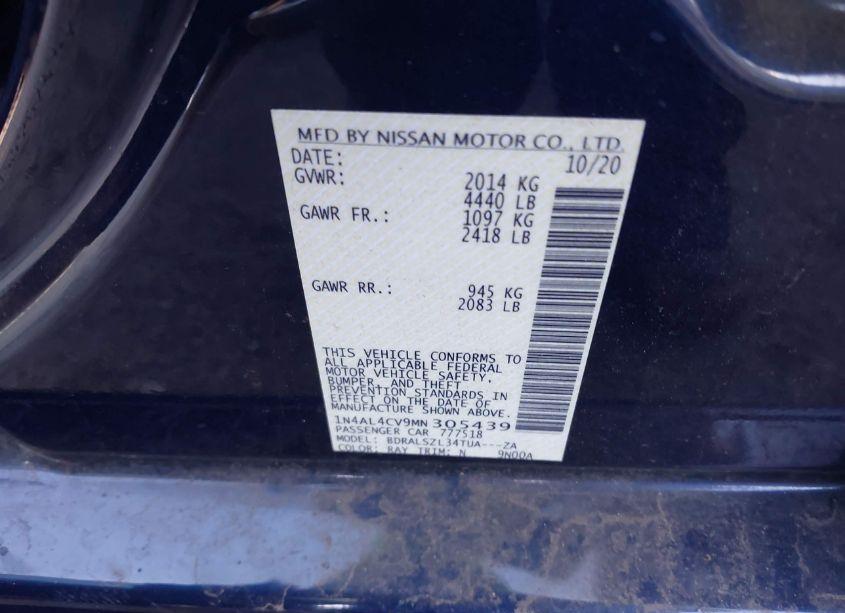 MFD BY NISSAN MOTOR CO., LTD.
DATE: 10/20
GVWR: 2014 KG
4440 LB
GAWR FR.: 1097 KG
2418 LB
GAWR RR.: 945 KG
2083 LB
THIS VEHICLE CONFORMS TO
ALL APPLICABLE FEDERAL
MOTOR VEHICLE SAFETY,
BUMPER, AND THEFT
PREVENTION STANDARDS IN
EFFECT ON THE DATE OF
MANUFACTURE SHOWN ABOVE.
1N4AL4CV9MN305439
PASSENGER CAR 777518
MODEL: BDRALSZL34TUA---ZA
COLOR: RAY TRIM: N 9N00A